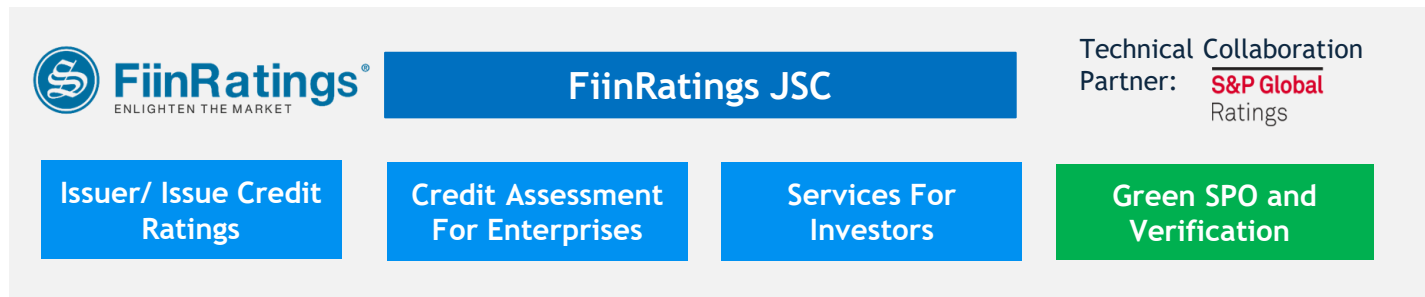 FiinRatings®
ENLIGHTEN THE MARKET
FiinRatings JSC
Technical Collaboration
Partner:
S&P Global
Ratings
Issuer/ Issue Credit
Ratings
Credit Assessment
For Enterprises
Services For
Investors
Green SPO and
Verification